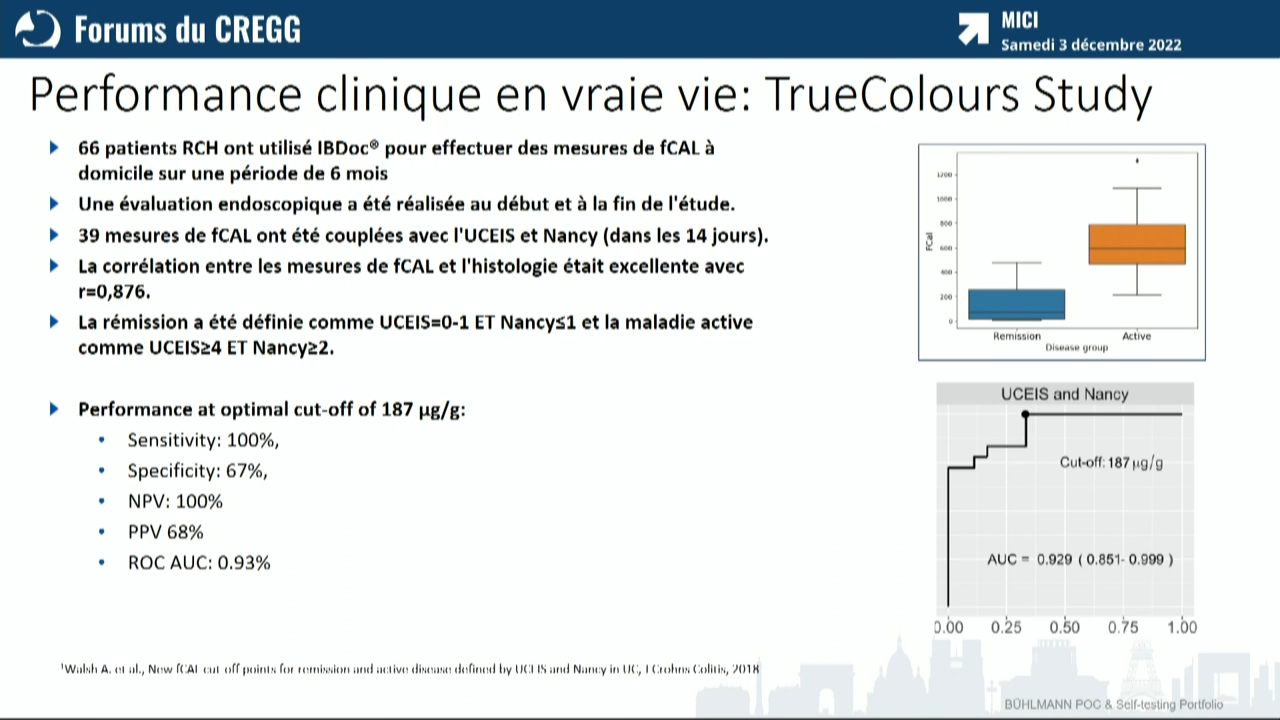 Forums du CREGG
MICI
Samedi 3 décembre 2022
Performance clinique en vraie vie: TrueColours Study
66 patients RCH ont utilisé IBDoc® pour effectuer des mesures de fCAL à
domicile sur une période de 6 mois
Une évaluation endoscopique a été réalisée au début et à la fin de l'étude.
39 mesures de fCAL ont été couplées avec l'UCEIS et Nancy (dans les 14 jours).
La corrélation entre les mesures de fCAL et l'histologie était excellente avec
r=0,876.
La rémission a été définie comme UCEIS=0-1 ET Nancy≤1 et la maladie active
comme UCEIS≥4 ET Nancy≥2.
Performance at optimal cut-off of 187 µg/g:
Sensitivity: 100%,
Specificity: 67%,
NPV: 100%
PPV 68%
ROC AUC: 0.93%
1200
1000
800
600
400
200
0
FCal
Remission
Active
Disease group
UCEIS and Nancy
Cut-off: 187 µg/g
AUC = 0.929 ( 0.851- 0.999 )
0.00 0.25 0.50 0.75 1.00
¹Walsh A. et al., New fCAL cut off points for remission and active disease defined by UCEIS and Nancy in UC, J Crohns Colitis, 2018
BÜHLMANN POC & Self-testing Portfolio